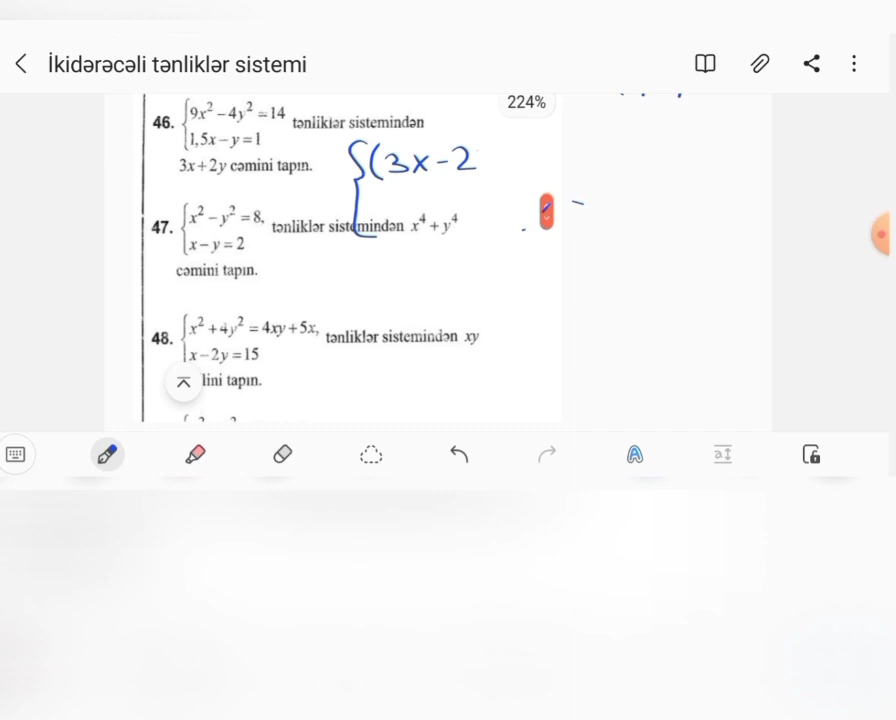 İkidərəcəli tənliklər sistemi
224%
46. {9x² − 4y² = 14
1,5x − y = 1 tənliklər sistemindən
3x + 2y cəmini tapın.
{(3x − 2
47. {x² − y² = 8,
x − y = 2 tənliklər sistemindən x⁴ + y⁴
cəmini tapın.
48. {x² + 4y² = 4xy + 5x,
x − 2y = 15 tənliklər sistemindən xy
lini tapın.